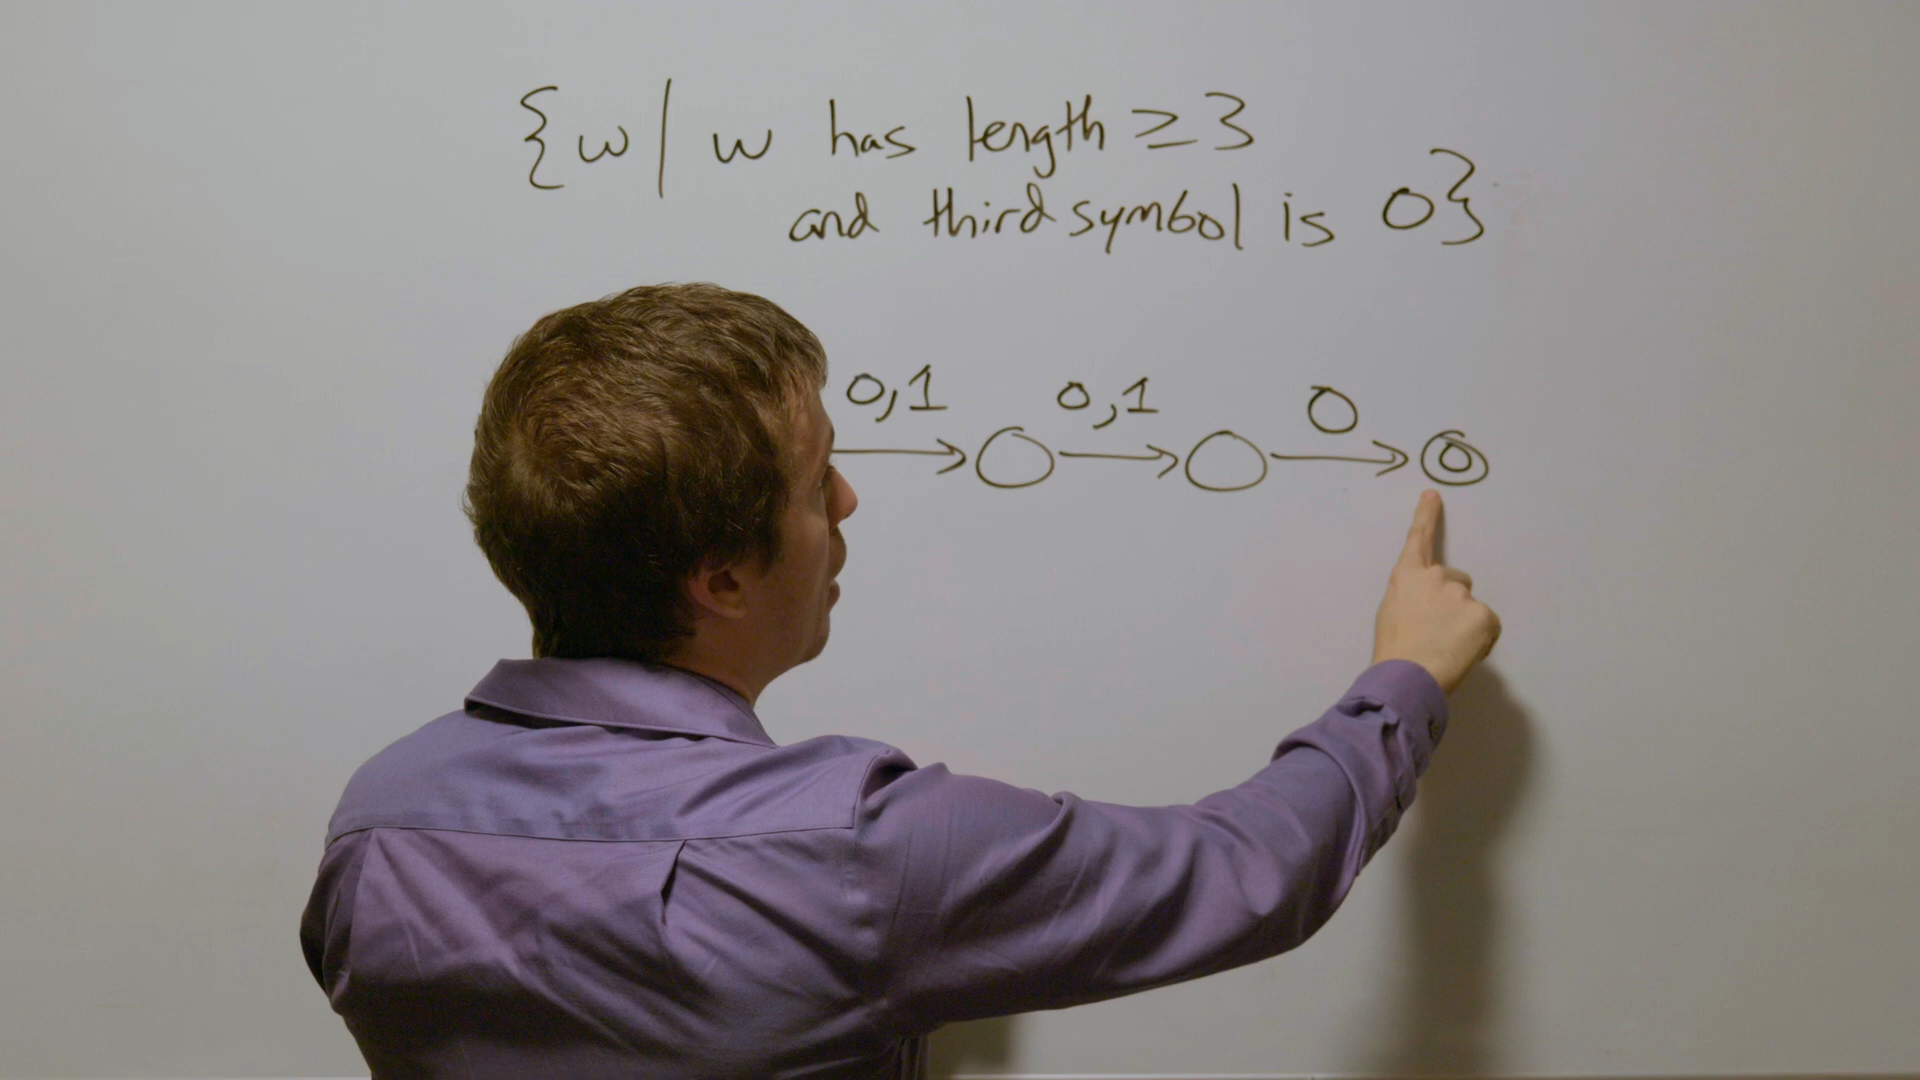 {w | w has length ≥ 3
and third symbol is 0}
0,1 0,1 0